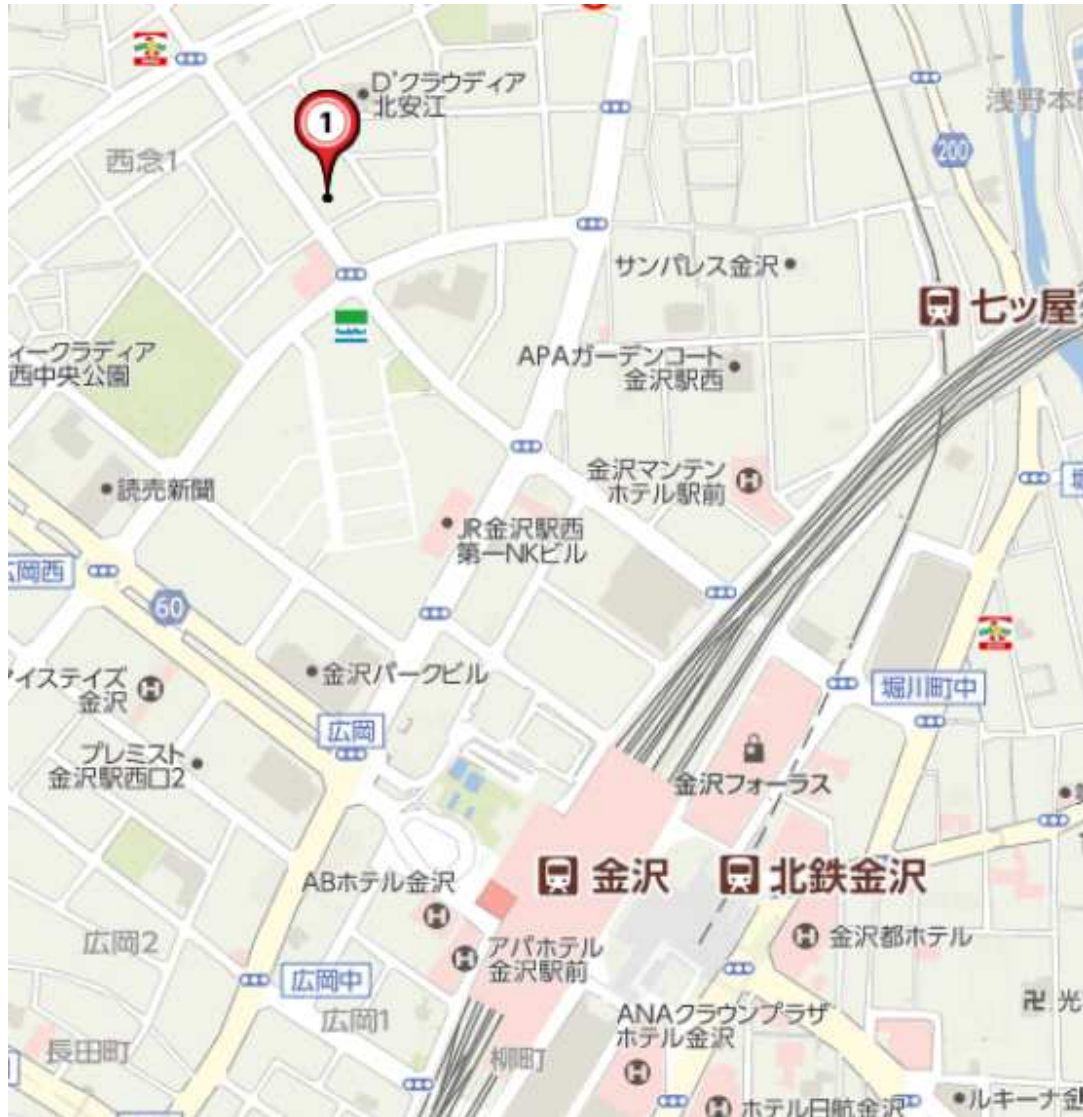 D'クラウディア
北安江
1
浅野本
西念1
200
サンパレス金沢
七ッ屋
ィークラディア
西中央公園
APAガーデンコート
金沢駅西
金沢マンテン
ホテル駅前
読売新聞
JR金沢駅西
第一NKビル
広岡西
60
金沢パークビル
アイステイズ
金沢
堀川町中
広岡
プレミスト
金沢駅西口2
金沢フォーラス
ABホテル金沢
金沢
北鉄金沢
広岡2
アパホテル
金沢駅前
金沢都ホテル
広岡中
広岡1
ANAクラウンプラザ
ホテル金沢
光
長田町
柳町
ホテル日航金沢
ルキーナ金